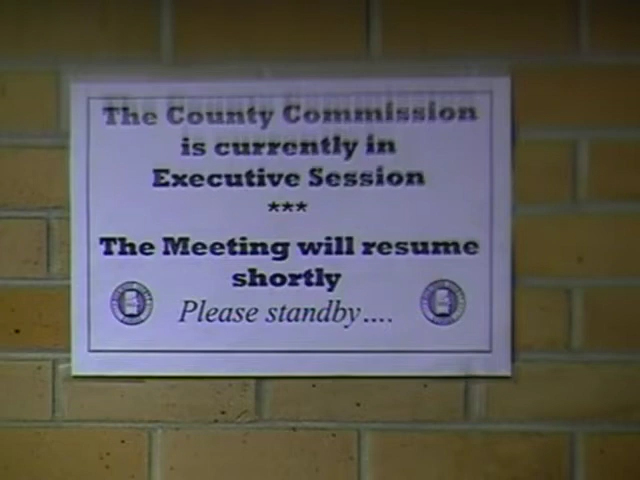 The County Commission
is currently in
Executive Session
***
The Meeting will resume
shortly
Please standby....